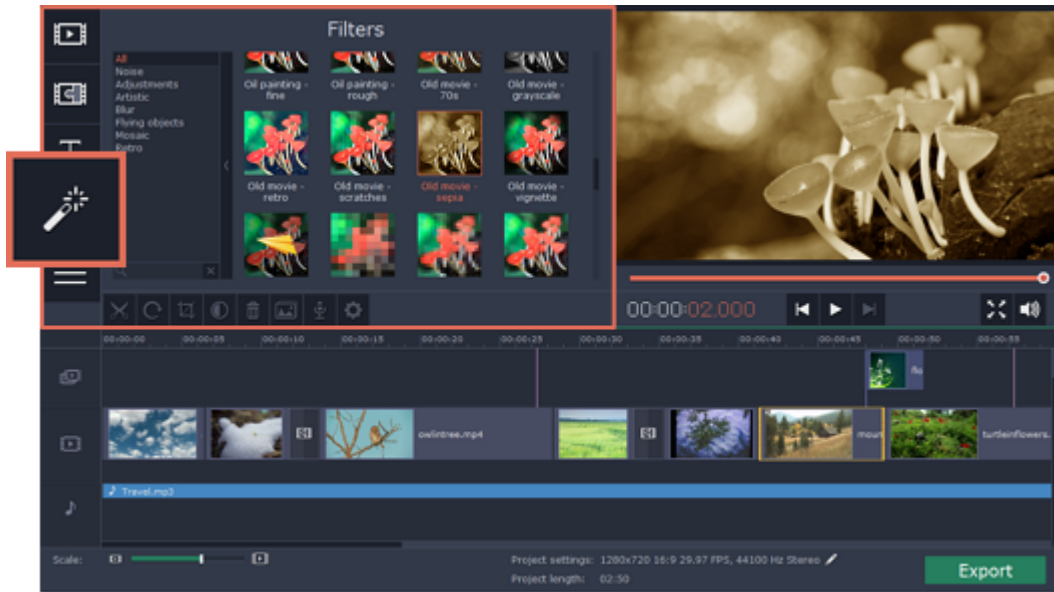 Filters
All
Noise
Adjustments
Artistic
Blur
Flying objects
Mosaic
Retro
Oil painting -
fine
Oil painting -
rough
Old movie -
70s
Old movie -
grayscale
Old movie -
retro
Old movie -
scratches
Old movie -
sepia
Old movie -
vignette
00:00:02.000
00:00:00 00:00:05 00:00:10 00:00:15 00:00:20 00:00:25 00:00:30 00:00:35 00:00:40 00:00:45 00:00:50 00:00:55
flo
owlintree.mp4
mount
turtleinflowers.
Travel.mp3
Scale:
Project settings: 1280x720 16:9 29.97 FPS, 44100 Hz Stereo
Project length: 02:50
Export